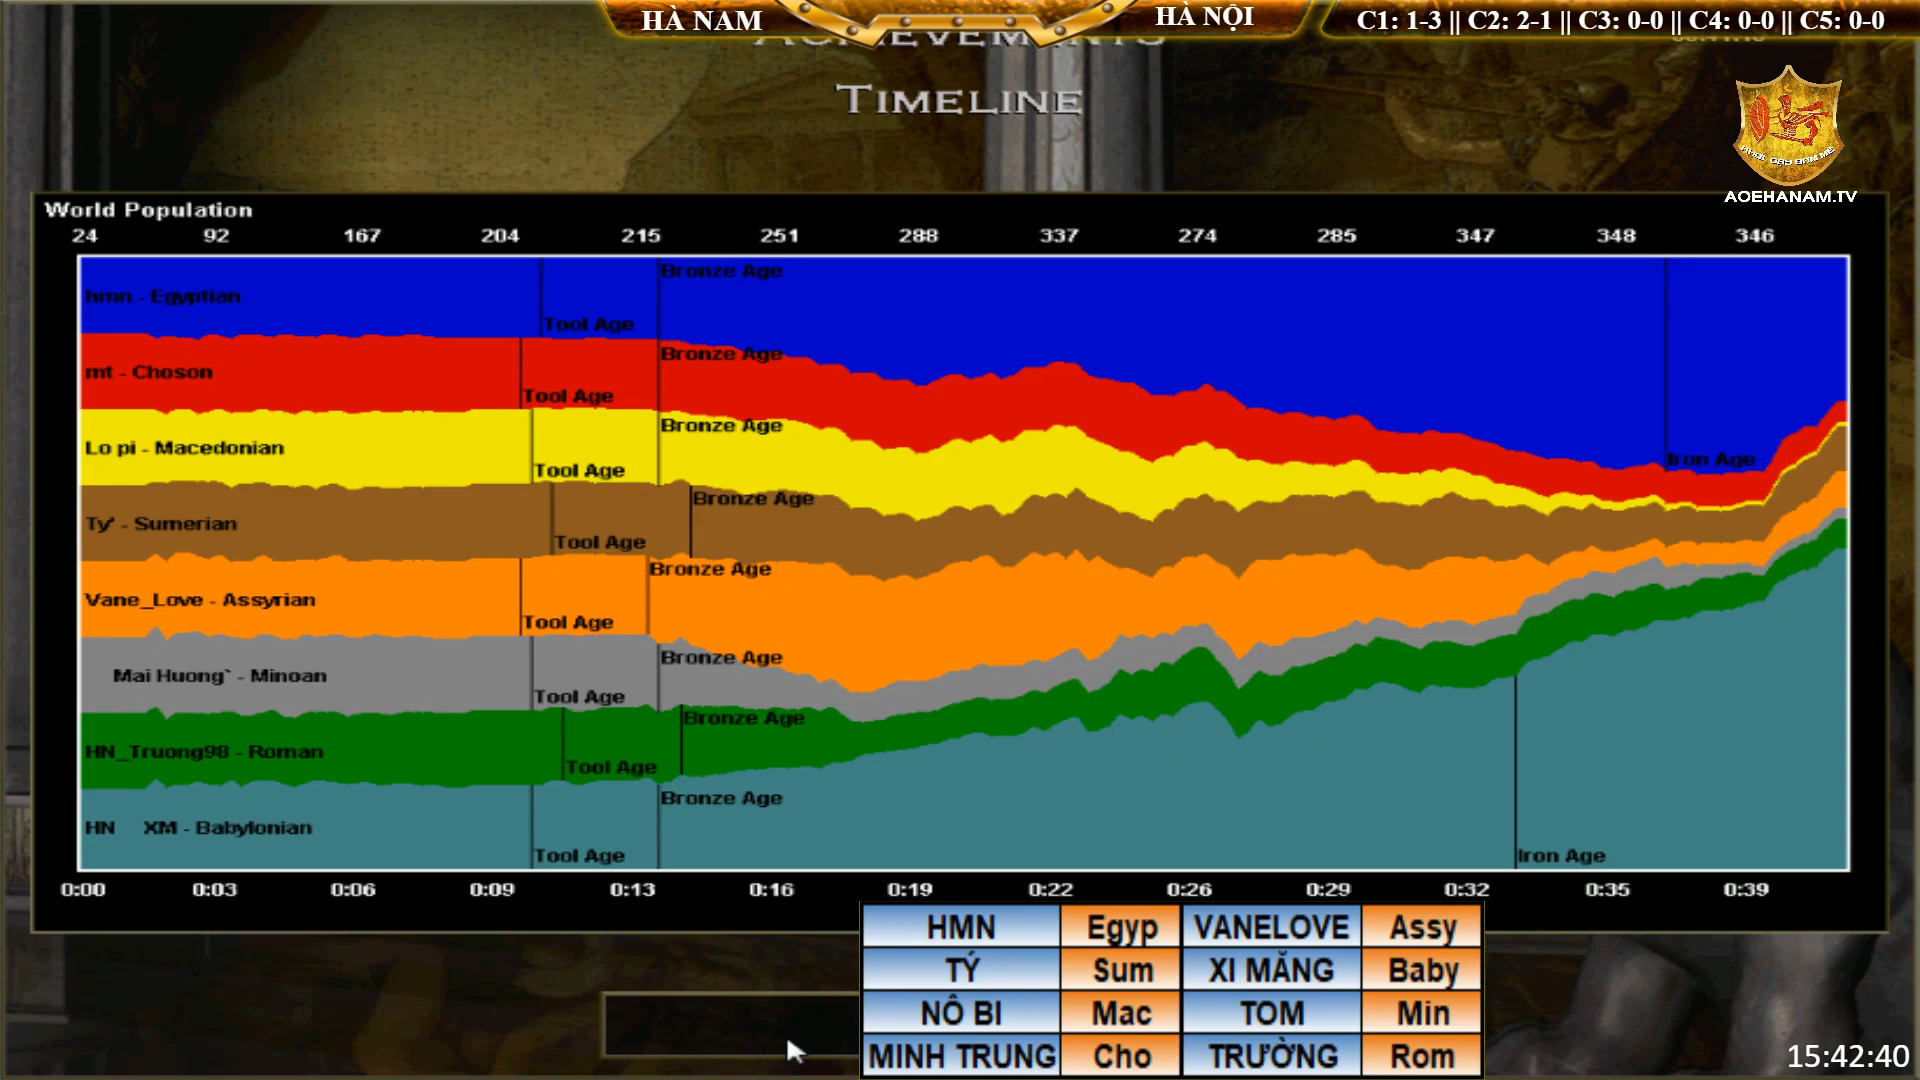 HÀ NAM
HÀ NỘI
C1: 1-3 || C2: 2-1 || C3: 0-0 || C4: 0-0 || C5: 0-0
ACHIEVEMENTS
TIMELINE
AOEHANAM.TV
World Population
24 92 167 204 215 251 288 337 274 285 347 348 346
hmn - Egyptian
Tool Age
Bronze Age
Iron Age
mt - Choson
Tool Age
Bronze Age
Lo pi - Macedonian
Tool Age
Bronze Age
Ty' - Sumerian
Tool Age
Bronze Age
Vane_Love - Assyrian
Tool Age
Bronze Age
Mai Huong` - Minoan
Tool Age
Bronze Age
HN_Truong98 - Roman
Tool Age
Bronze Age
HN XM - Babylonian
Tool Age
Bronze Age
Iron Age
0:00 0:03 0:06 0:09 0:13 0:16 0:19 0:22 0:26 0:29 0:32 0:35 0:39
HMN Egyp VANELOVE Assy
TÝ Sum XI MĂNG Baby
NÔ BI Mac TOM Min
MINH TRUNG Cho TRƯỜNG Rom
15:42:40